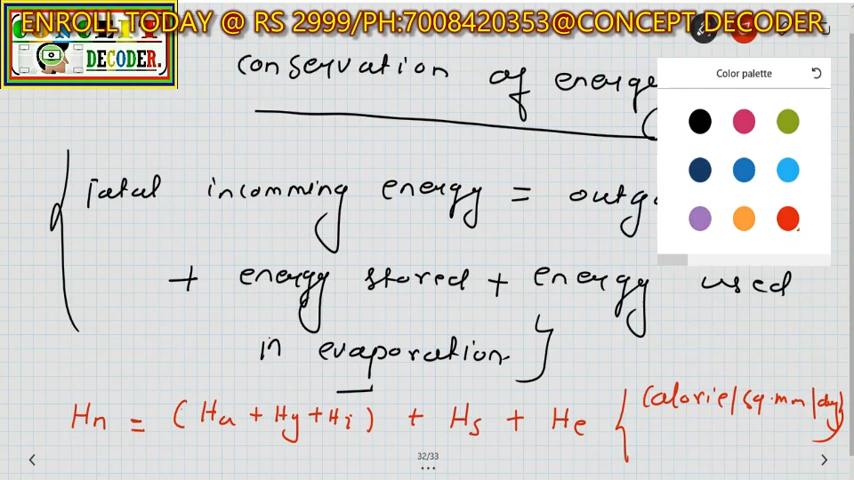 ENROLL TODAY @ RS 2999/PH:7008420353@CONCEPT DECODER
DECODER.
Color palette
conservation of energy
{ Total incomming energy = outg
+ energy stored + energy used
in evaporation }
Hn = (Ha + Hg + Hi) + Hs + He { Calorie/sq.mm/day}
32/33